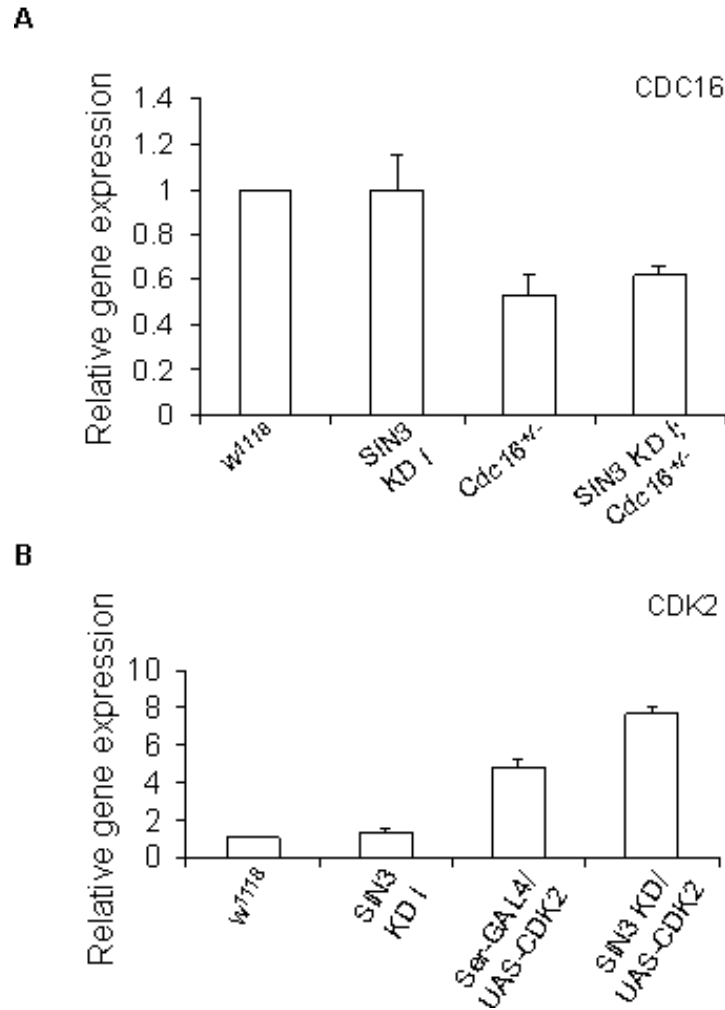 A
CDC16
Relative gene expression
1.4
1.2
1
0.8
0.6
0.4
0.2
0
w1118
SIN3
KD I
Cdc16+/-
SIN3 KD I;
Cdc16+/-
B
CDK2
Relative gene expression
10
8
6
4
2
0
w1118
SIN3
KD I
Ser-GAL4/
UAS-CDK2
SIN3 KD/
UAS-CDK2